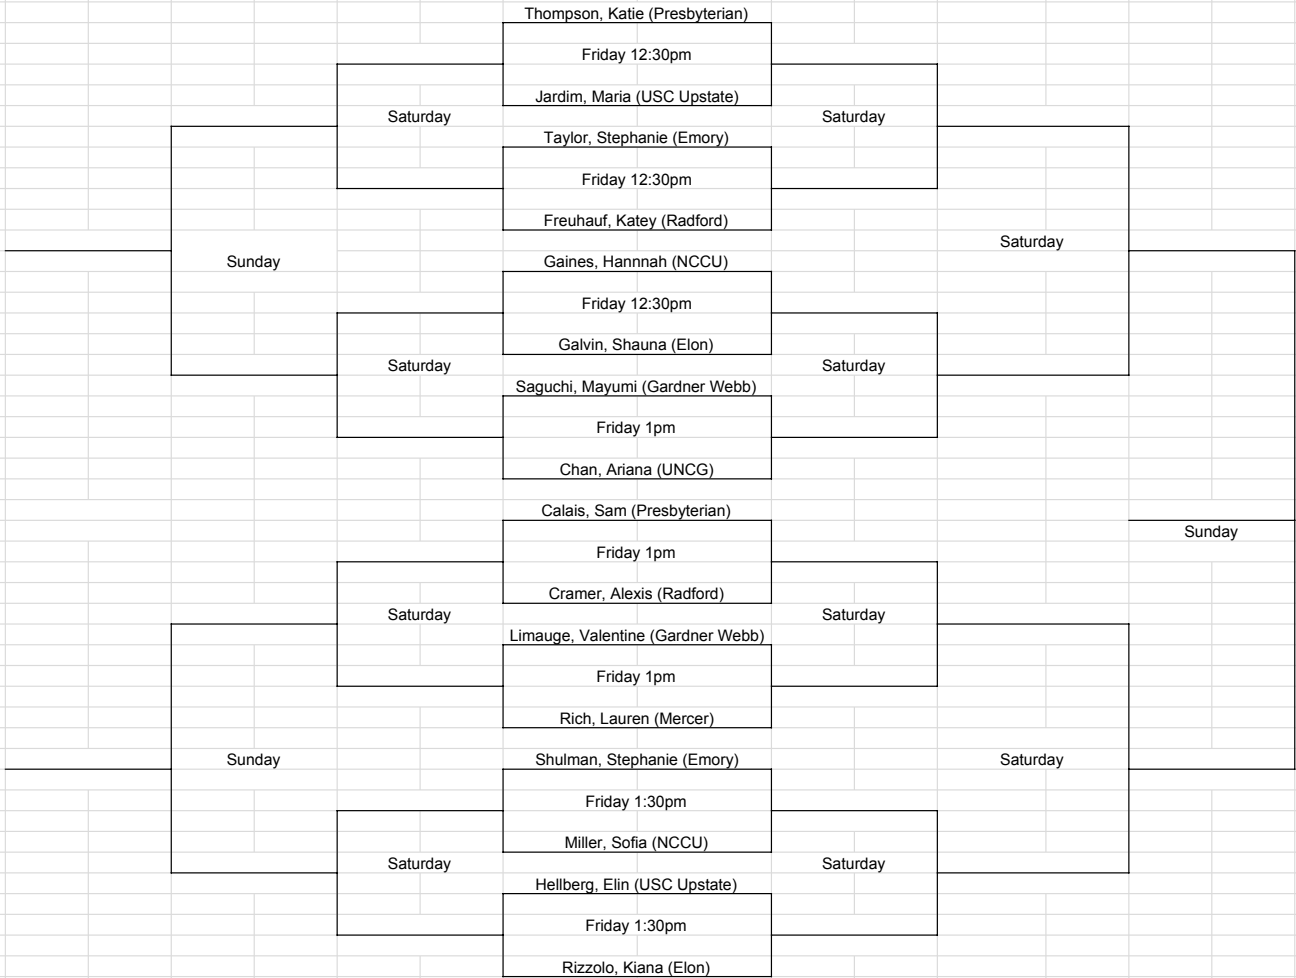 Thompson, Katie (Presbyterian)
Friday 12:30pm
Jardim, Maria (USC Upstate)
Saturday
Saturday
Taylor, Stephanie (Emory)
Friday 12:30pm
Freuhauf, Katey (Radford)
Saturday
Sunday
Gaines, Hannnah (NCCU)
Friday 12:30pm
Galvin, Shauna (Elon)
Saturday
Saturday
Saguchi, Mayumi (Gardner Webb)
Friday 1pm
Chan, Ariana (UNCG)
Calais, Sam (Presbyterian)
Sunday
Friday 1pm
Cramer, Alexis (Radford)
Saturday
Saturday
Limauge, Valentine (Gardner Webb)
Friday 1pm
Rich, Lauren (Mercer)
Sunday
Shulman, Stephanie (Emory)
Saturday
Friday 1:30pm
Miller, Sofia (NCCU)
Saturday
Saturday
Hellberg, Elin (USC Upstate)
Friday 1:30pm
Rizzolo, Kiana (Elon)